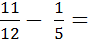 11/12 − 1/5 =